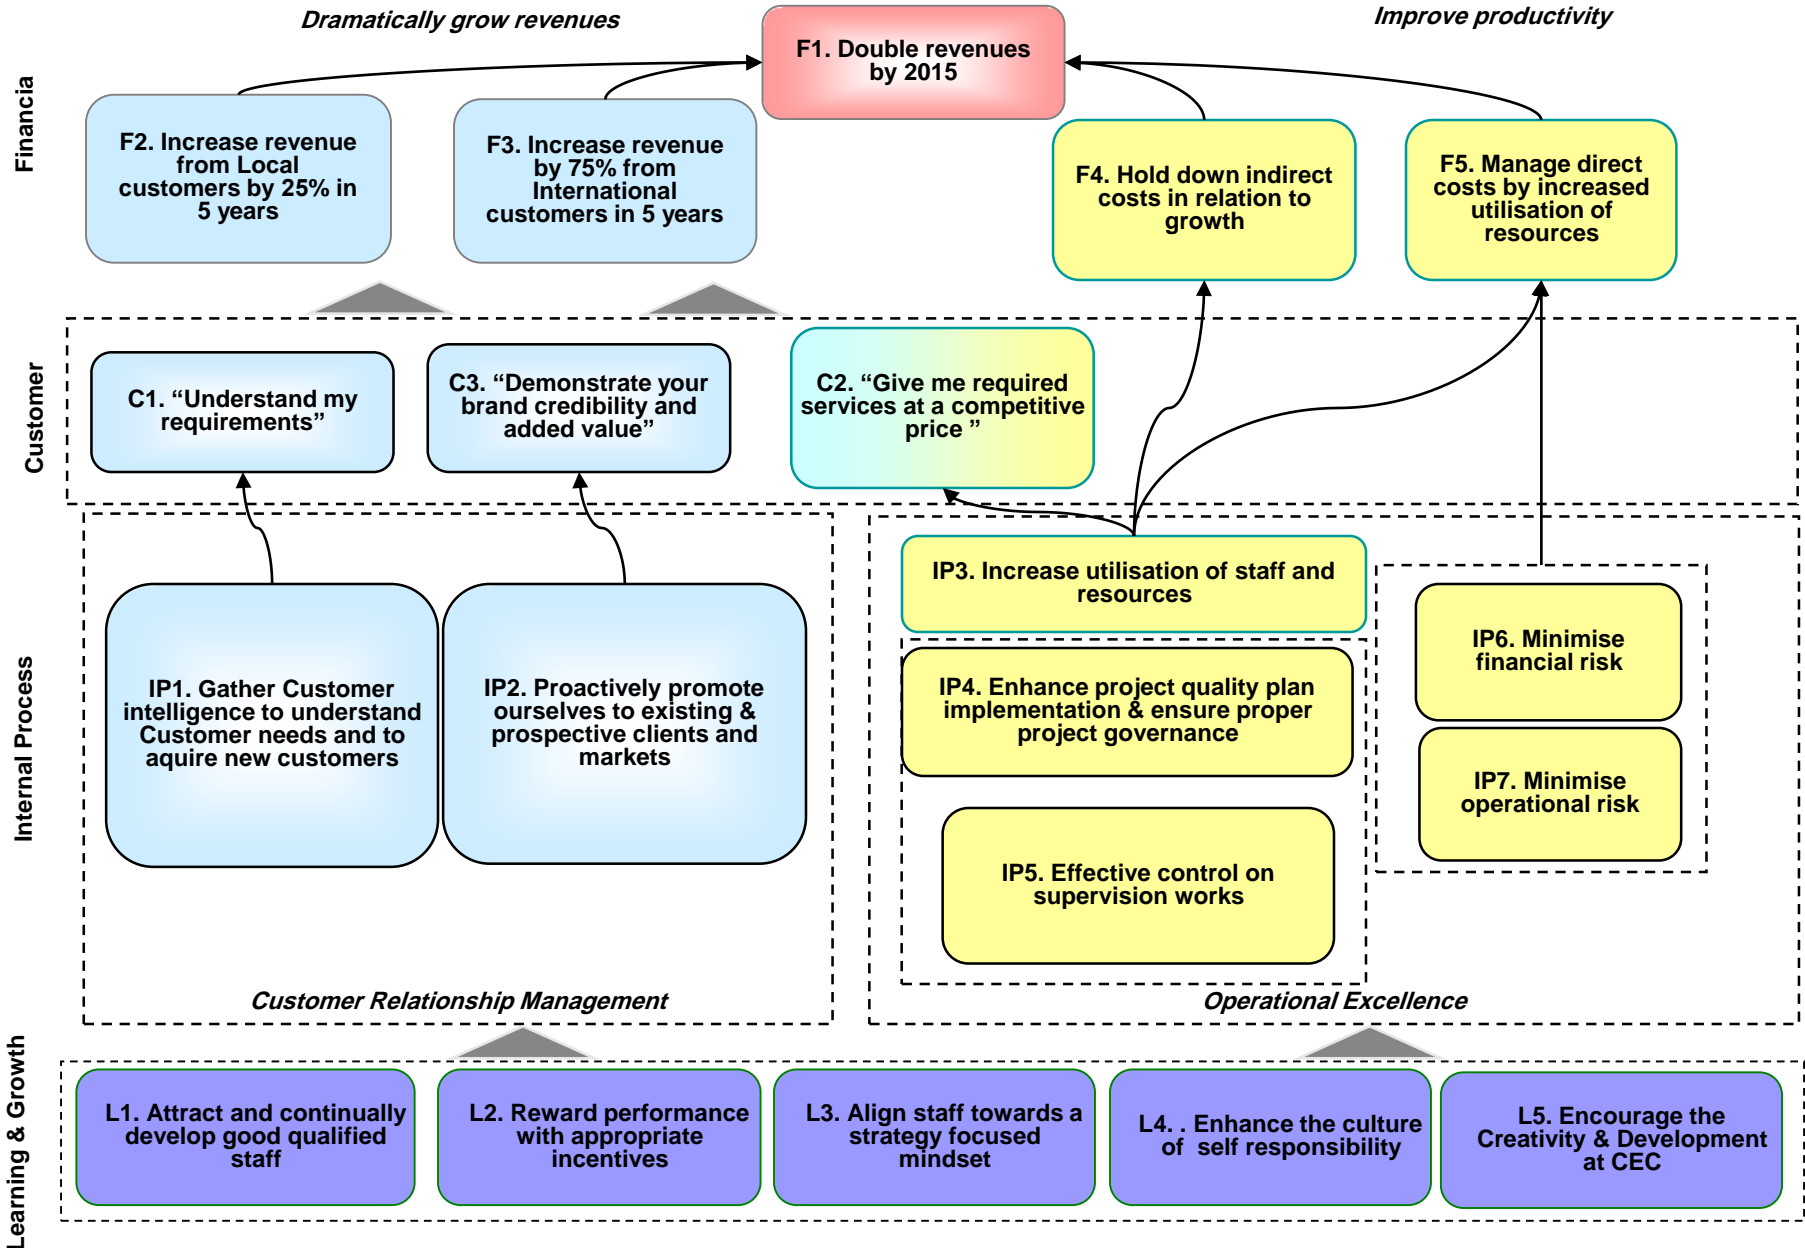 Dramatically grow revenues
Improve productivity
Financia
F1. Double revenues
by 2015
F2. Increase revenue
from Local
customers by 25% in
5 years
F3. Increase revenue
by 75% from
International
customers in 5 years
F4. Hold down indirect
costs in relation to
growth
F5. Manage direct
costs by increased
utilisation of
resources
Customer
C1. “Understand my
requirements”
C3. “Demonstrate your
brand credibility and
added value”
C2. “Give me required
services at a competitive
price ”
Internal Process
IP1. Gather Customer
intelligence to understand
Customer needs and to
aquire new customers
IP2. Proactively promote
ourselves to existing &
prospective clients and
markets
IP3. Increase utilisation of staff and
resources
IP4. Enhance project quality plan
implementation & ensure proper
project governance
IP5. Effective control on
supervision works
IP6. Minimise
financial risk
IP7. Minimise
operational risk
Customer Relationship Management
Operational Excellence
Learning & Growth
L1. Attract and continually
develop good qualified
staff
L2. Reward performance
with appropriate
incentives
L3. Align staff towards a
strategy focused
mindset
L4. . Enhance the culture
of  self responsibility
L5. Encourage the
Creativity & Development
at CEC